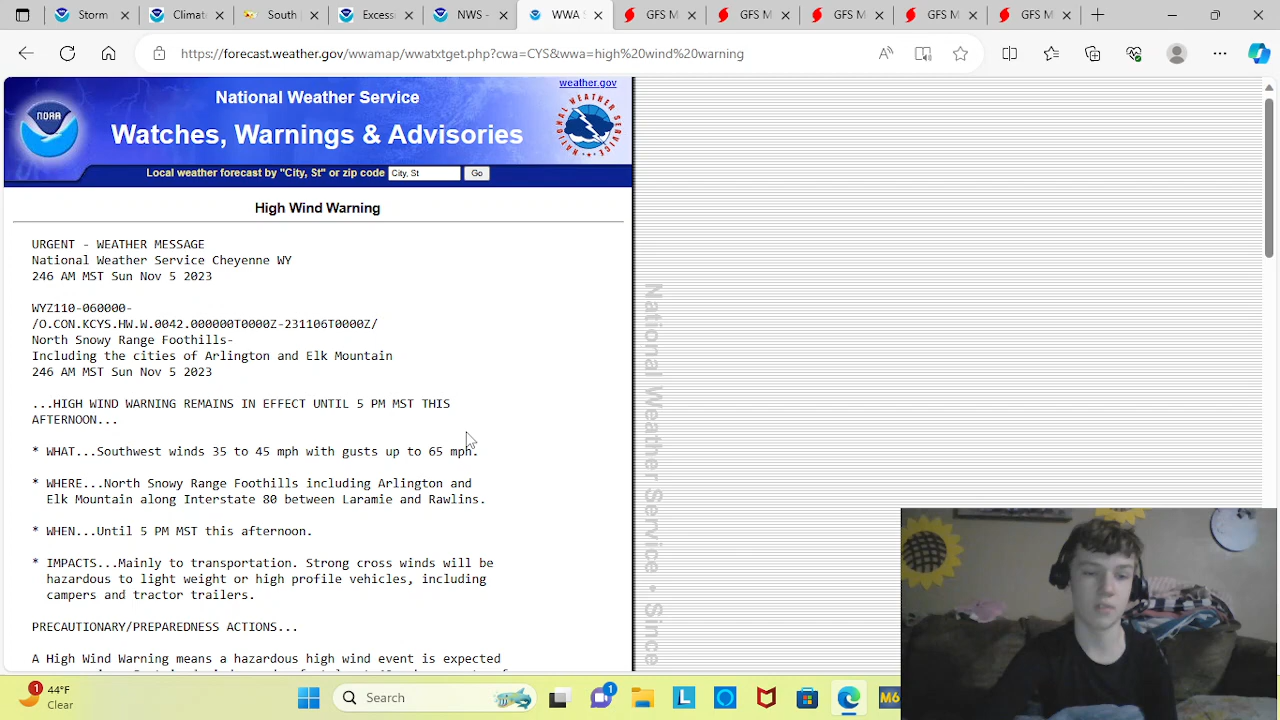 Storm
Climat
South
Excess
NWS -
WWA S
GFS M
GFS M
GFS M
GFS M
GFS M
https://forecast.weather.gov/wwamap/wwatxtget.php?cwa=CYS&wwa=high%20wind%20warning
weather.gov
National Weather Service
NOAA
Watches, Warnings & Advisories
NATIONAL WEATHER SERVICE
Local weather forecast by "City, St" or zip code City, St Go
High Wind Warning
URGENT - WEATHER MESSAGE
National Weather Service Cheyenne WY
246 AM MST Sun Nov 5 2023
WYZ110-060000-
/O.CON.KCYS.HW.W.0042.000000T0000Z-231106T0000Z/
North Snowy Range Foothills-
Including the cities of Arlington and Elk Mountain
246 AM MST Sun Nov 5 2023
...HIGH WIND WARNING REMAINS IN EFFECT UNTIL 5 PM MST THIS
AFTERNOON...
* WHAT...Southwest winds 35 to 45 mph with gusts up to 65 mph.
* WHERE...North Snowy Range Foothills including Arlington and
Elk Mountain along Interstate 80 between Laramie and Rawlins.
* WHEN...Until 5 PM MST this afternoon.
* IMPACTS...Mainly to transportation. Strong cross winds will be
hazardous to light weight or high profile vehicles, including
campers and tractor trailers.
PRECAUTIONARY/PREPAREDNESS ACTIONS...
A High Wind Warning means a hazardous high wind event is expected
National Weather Service • Since
1
44°F
Clear
Search
1
L
M6